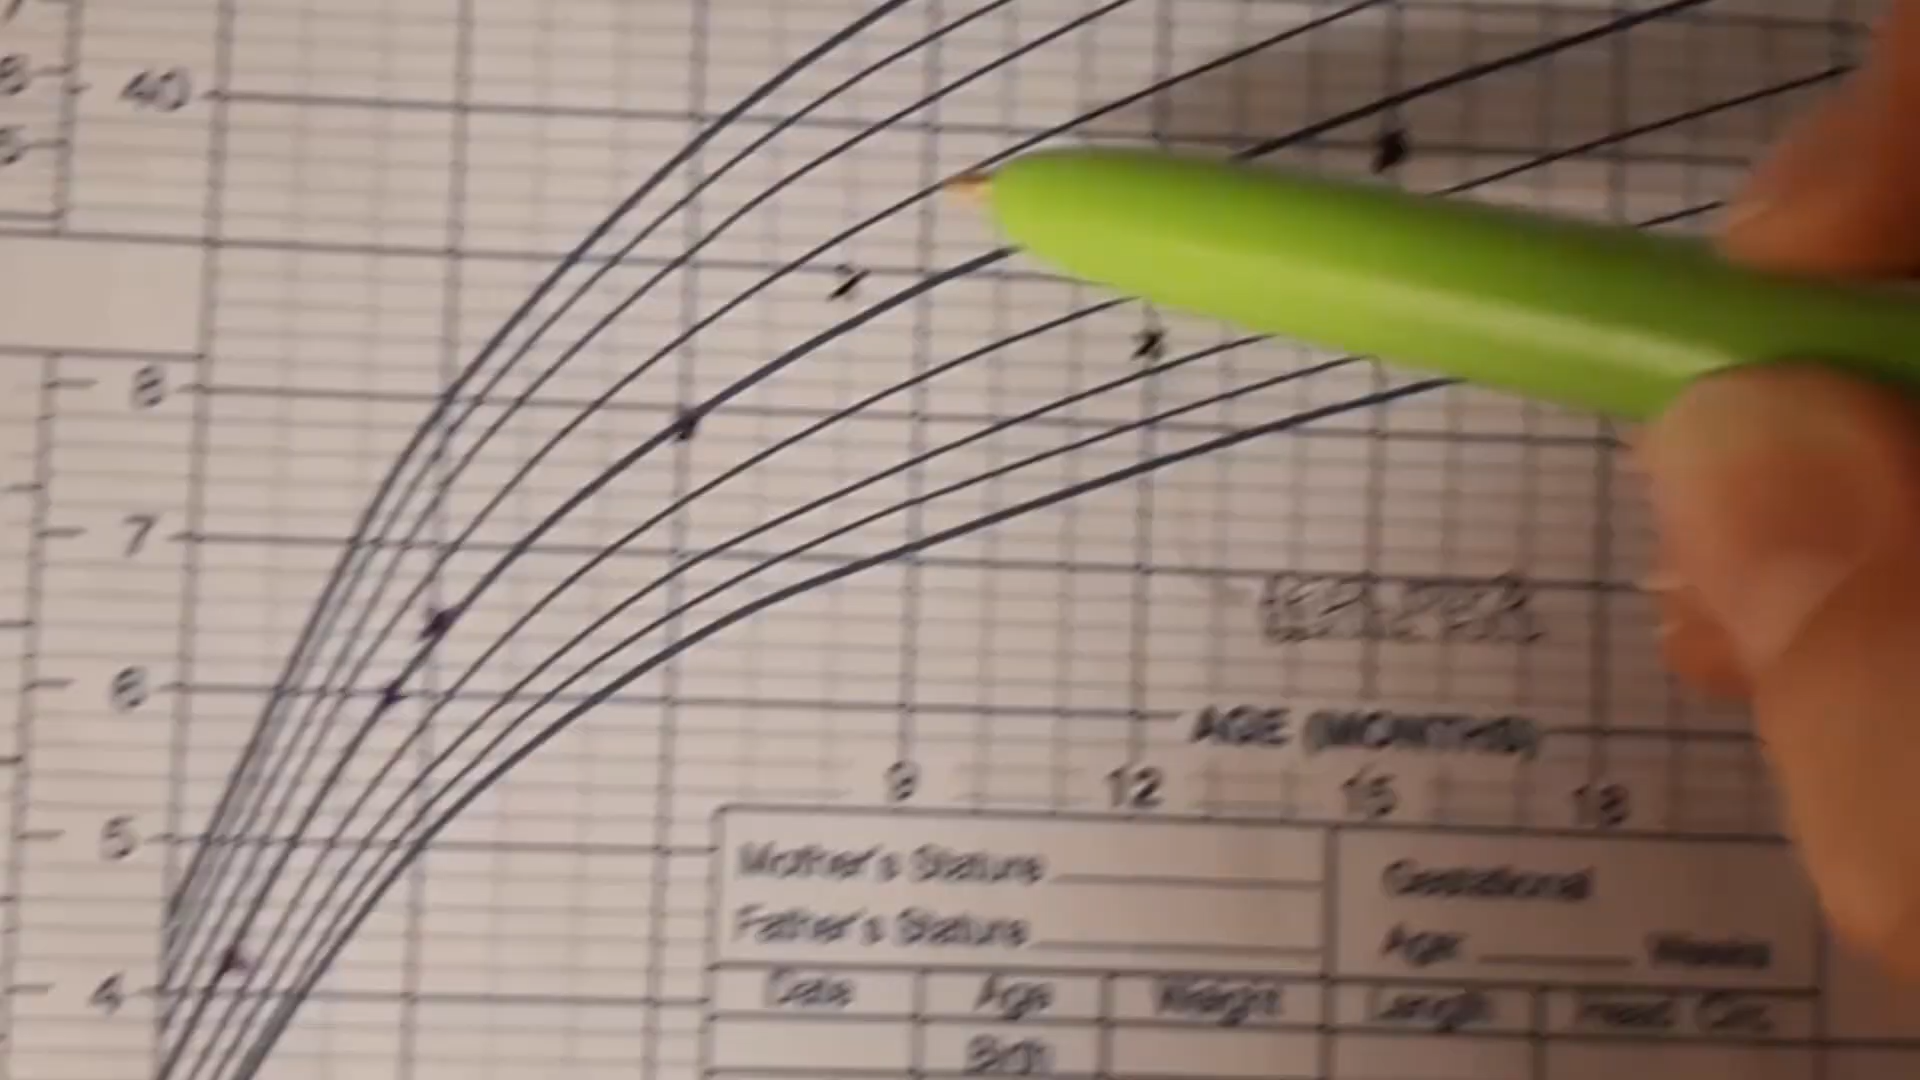 40
8
7
6
5
4
AGE (MONTHS)
9 12 15 18
Mother's Stature
Father's Stature
Gestational
Age: Weeks
Date Age Weight Length Head Circ.
Birth